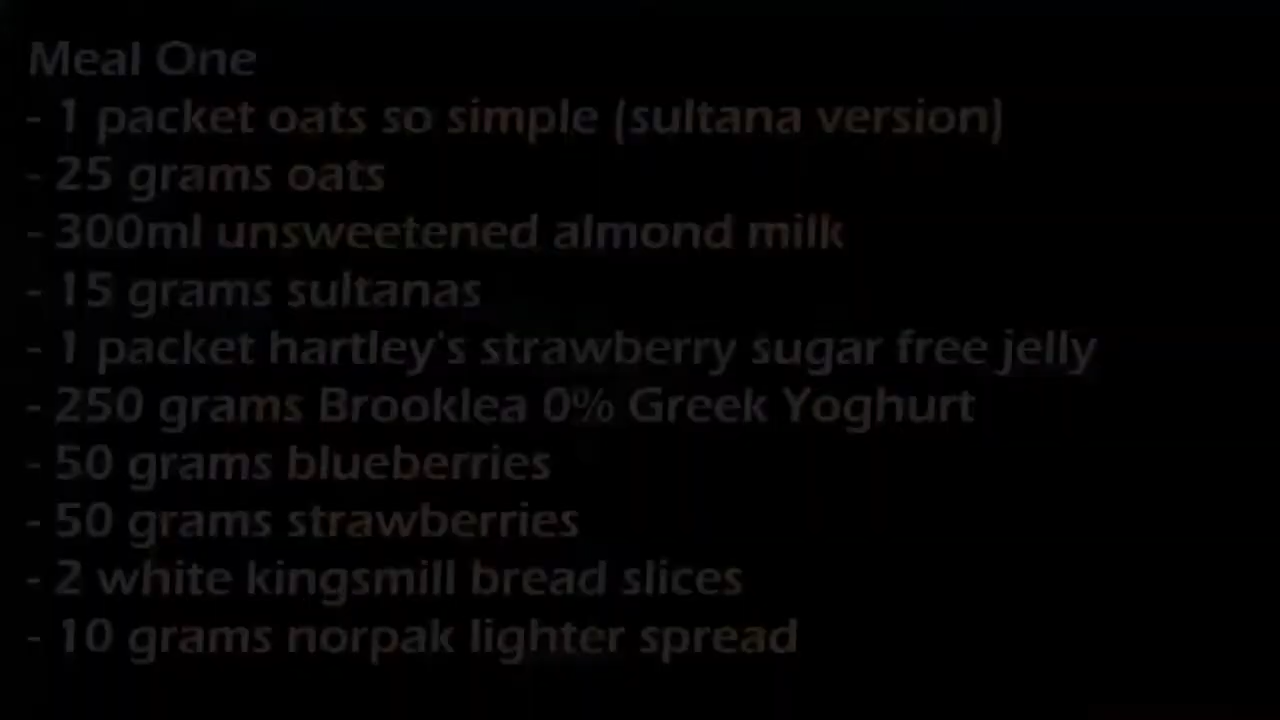 Meal One
- 1 packet oats so simple (sultana version)
- 25 grams oats
- 300ml unsweetened almond milk
- 15 grams sultanas
- 1 packet hartley's strawberry sugar free jelly
- 250 grams Brooklea 0% Greek Yoghurt
- 50 grams blueberries
- 50 grams strawberries
- 2 white kingsmill bread slices
- 10 grams norpak lighter spread